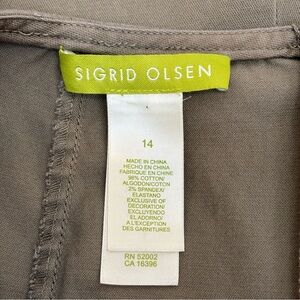 SIGRID OLSEN
14
MADE IN CHINA
HECHO EN CHINA
FABRIQUE EN CHINE
98% COTTON/
ALGODON/COTON
2% SPANDEX/
ELASTANO
EXCLUSIVE OF
DECORATION/
EXCLUYENDO
EL ADORNO/
A L'EXCEPTION
DES GARNITURES
RN 52002
CA 16396